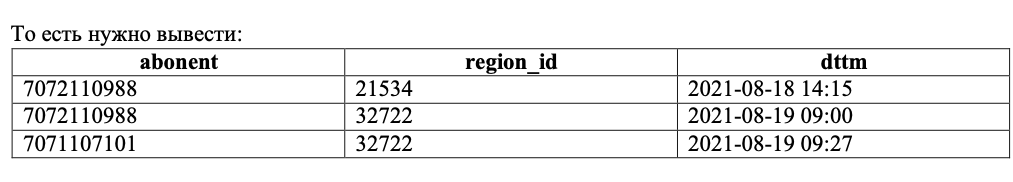 То есть нужно вывести:
abonent region_id dttm
7072110988 21534 2021-08-18 14:15
7072110988 32722 2021-08-19 09:00
7071107101 32722 2021-08-19 09:27